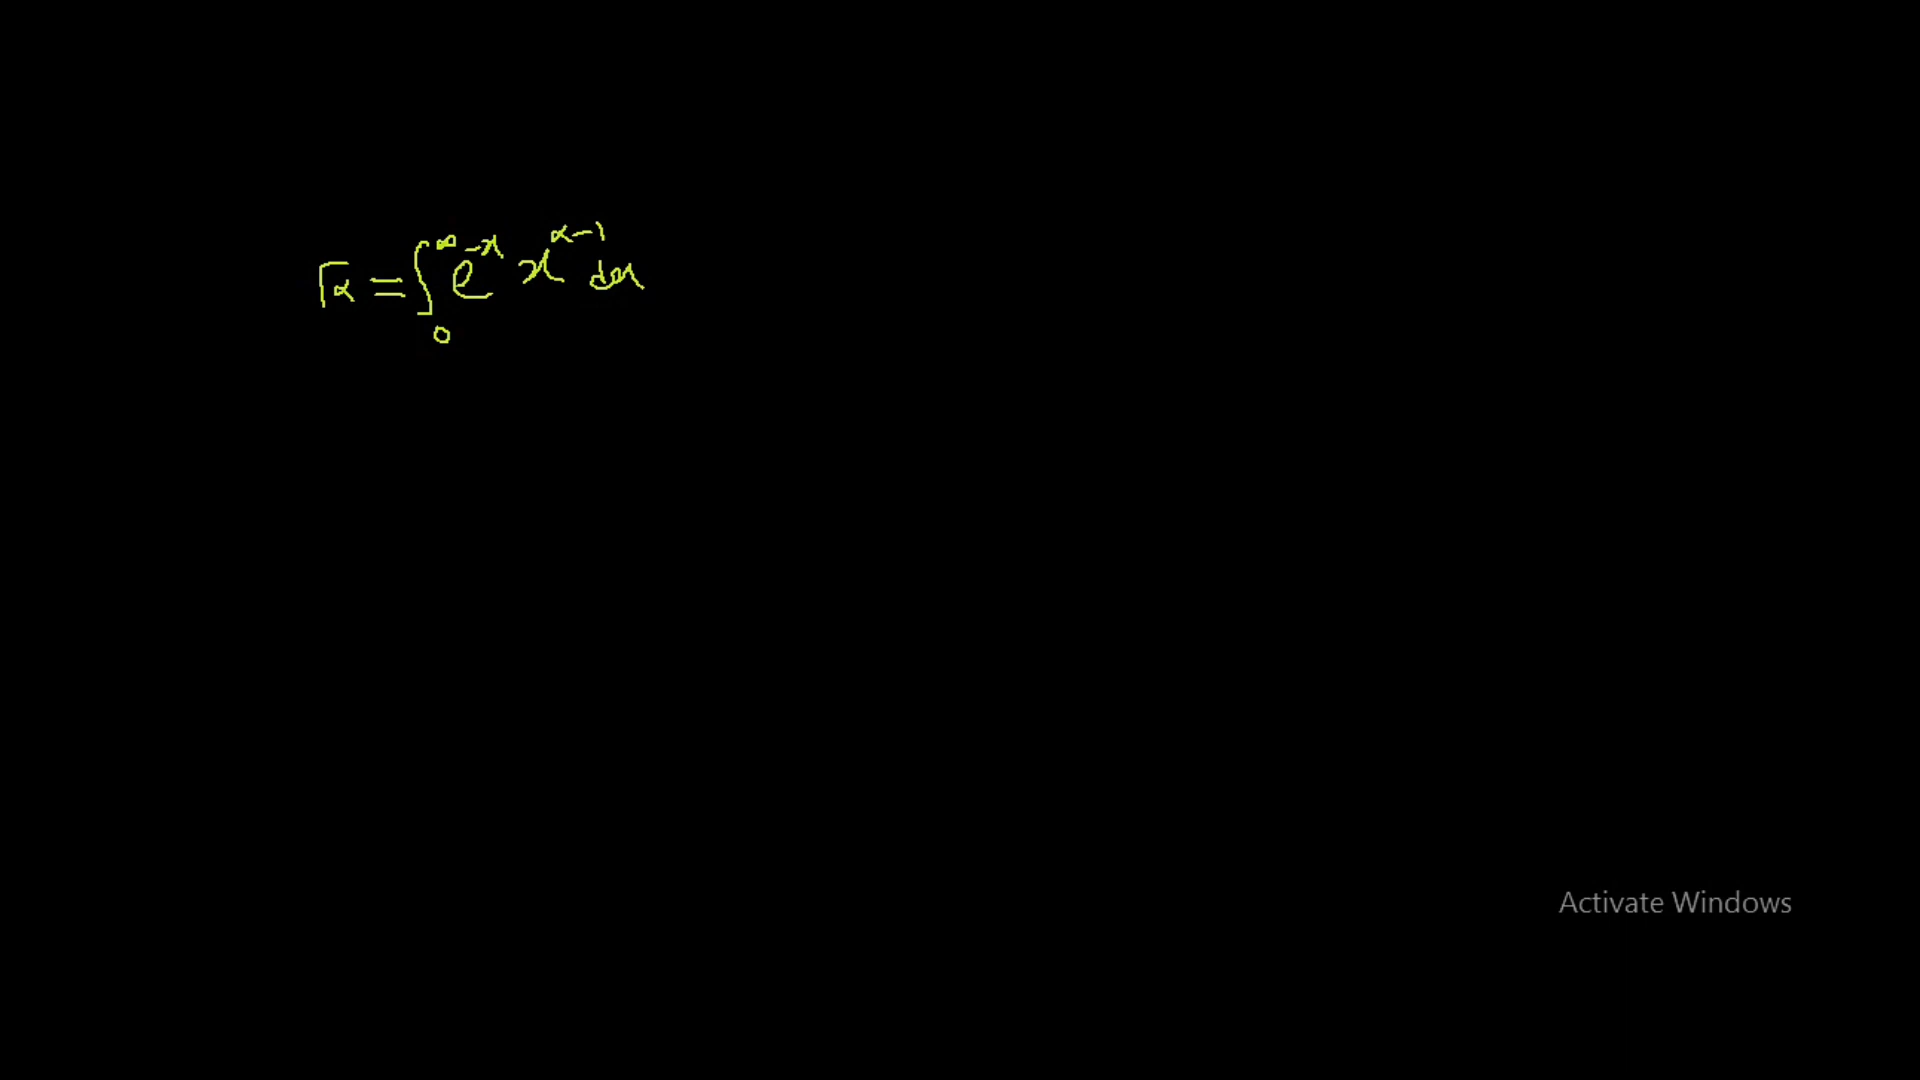 Γα = ∫₀^∞ e^{-x} x^{α-1} dx
Activate Windows